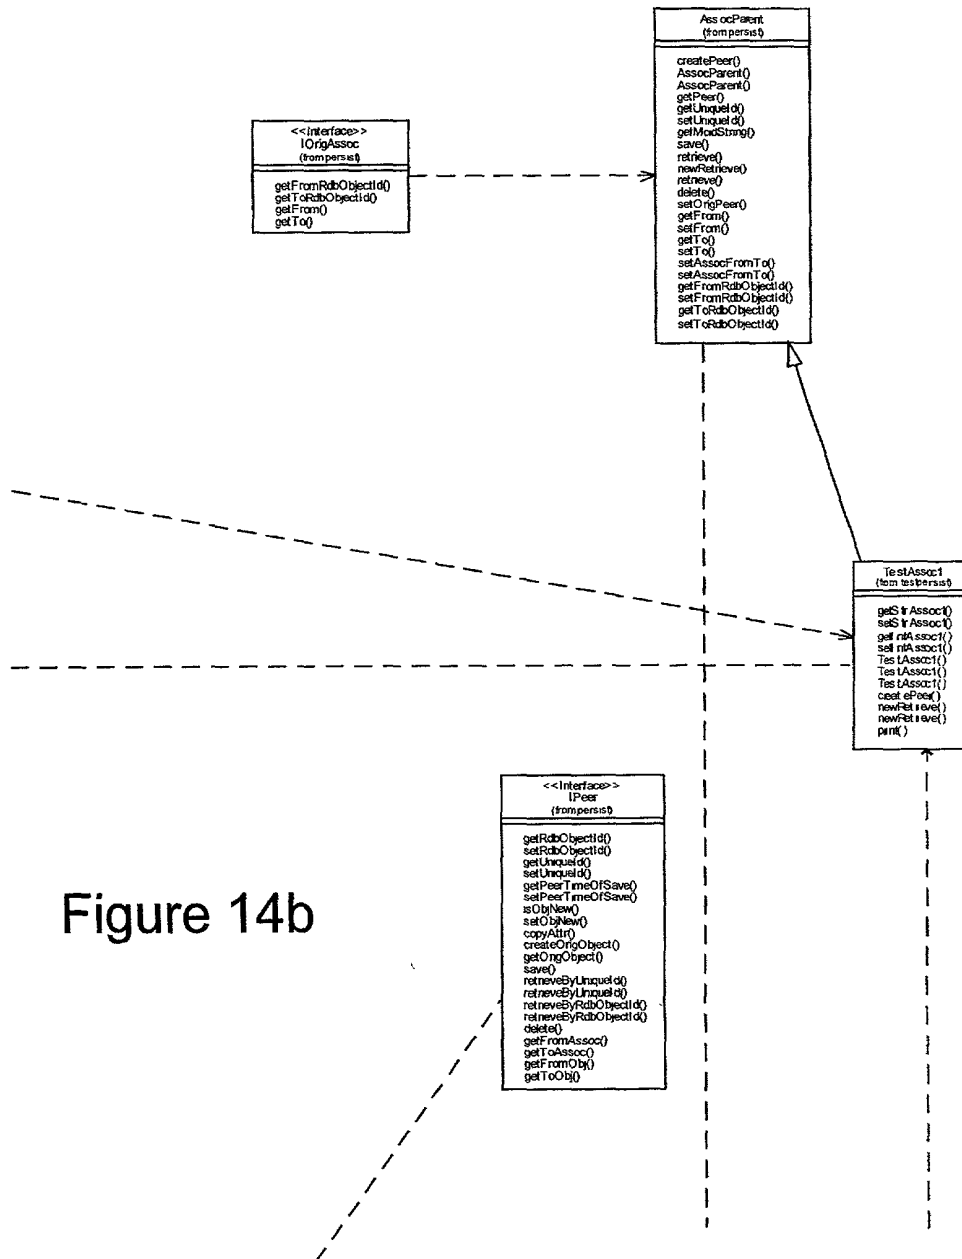 AssocParent
(from persist)
createPeer()
AssocParent()
AssocParent()
getPeer()
getUniqueId()
setUniqueId()
getMcidString()
save()
retrieve()
newRetrieve()
retrieve()
delete()
setOrigPeer()
getFrom()
setFrom()
getTo()
setTo()
setAssocFromTo()
setAssocFromTo()
getFromRdbObjectId()
setFromRdbObjectId()
getToRdbObjectId()
setToRdbObjectId()
<<Interface>>
IOrigAssoc
(from persist)
getFromRdbObjectId()
getToRdbObjectId()
getFrom()
getTo()
TestAssoc1
(from testpersist)
getStrAssoc1()
setStrAssoc1()
getIntAssoc1()
setIntAssoc1()
TestAssoc1()
TestAssoc1()
TestAssoc1()
createPeer()
newRetrieve()
newRetrieve()
print()
<<Interface>>
IPeer
(from persist)
getRdbObjectId()
setRdbObjectId()
getUniqueId()
setUniqueId()
getPeerTimeOfSave()
setPeerTimeOfSave()
isObjNew()
setObjNew()
copyAttr()
createOrigObject()
getOrigObject()
save()
retrieveByUniqueId()
retrieveByUniqueId()
retrieveByRdbObjectId()
retrieveByRdbObjectId()
delete()
getFromAssoc()
getToAssoc()
getFromObj()
getToObj()
Figure 14b